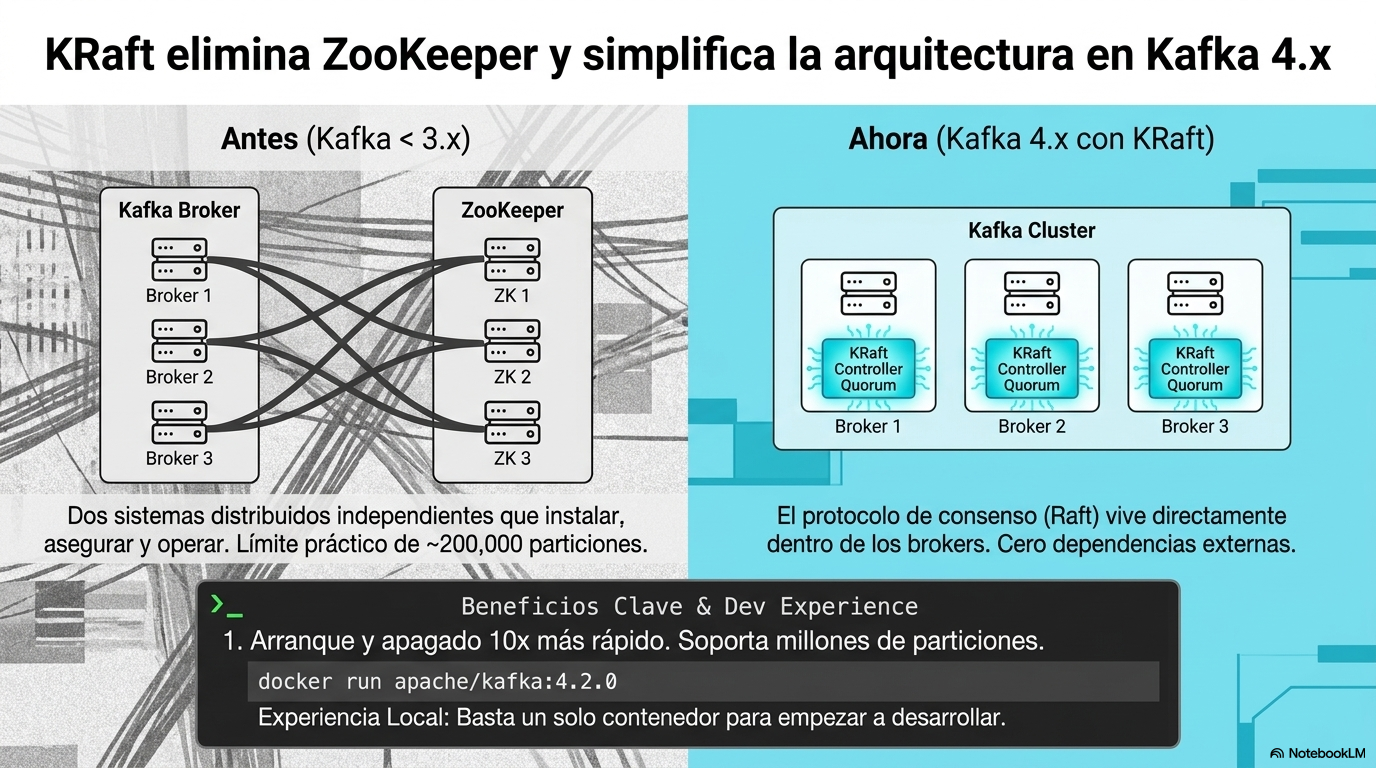 KRaft elimina ZooKeeper y simplifica la arquitectura en Kafka 4.x
Antes (Kafka < 3.x)
Kafka Broker
Broker 1
Broker 2
Broker 3
ZooKeeper
ZK 1
ZK 2
ZK 3
Dos sistemas distribuidos independientes que instalar,
asegurar y operar. Límite práctico de ~200,000 particiones.
Ahora (Kafka 4.x con KRaft)
Kafka Cluster
KRaft
Controller
Quorum
Broker 1
KRaft
Controller
Quorum
Broker 2
KRaft
Controller
Quorum
Broker 3
El protocolo de consenso (Raft) vive directamente
dentro de los brokers. Cero dependencias externas.
Beneficios Clave & Dev Experience
1. Arranque y apagado 10x más rápido. Soporta millones de particiones.
docker run apache/kafka:4.2.0
Experiencia Local: Basta un solo contenedor para empezar a desarrollar.
NotebookLM